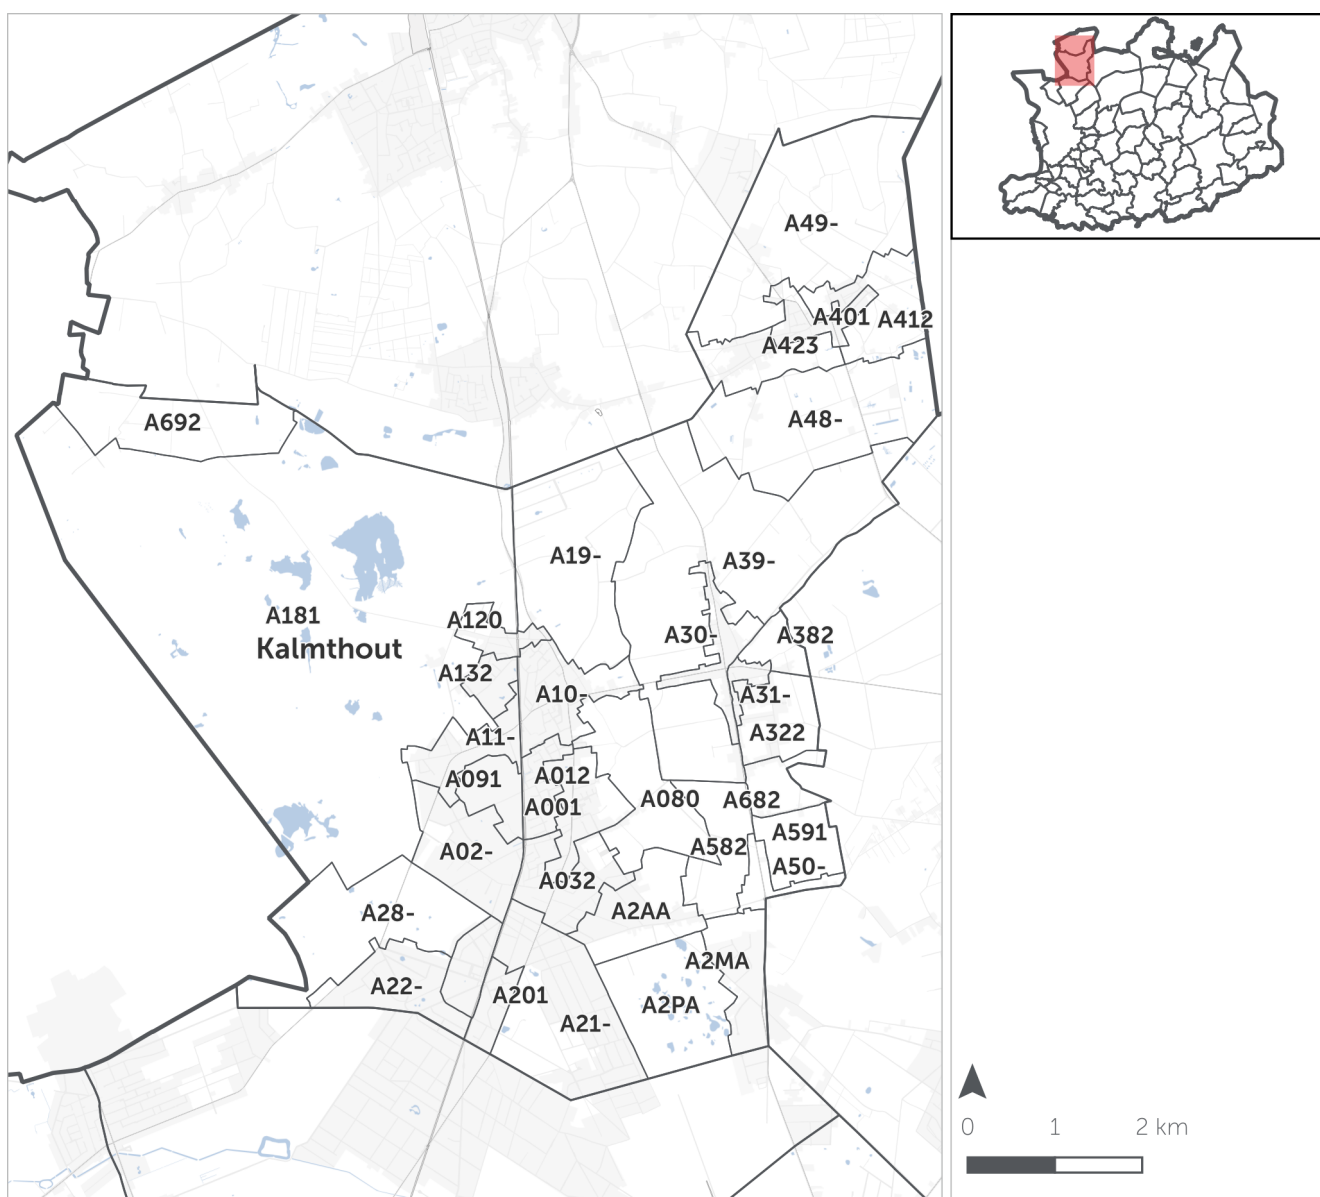 A49-
A401
A412
A423
A48-
A692
A19-
A39-
A181
A120
A30-
A382
Kalmthout
A132
A10-
A31-
A11-
A322
A091
A012
A080
A682
A001
A591
A02-
A582
A50-
A032
A28-
A2AA
A2MA
A22-
A201
A2PA
A21-
0 1 2 km